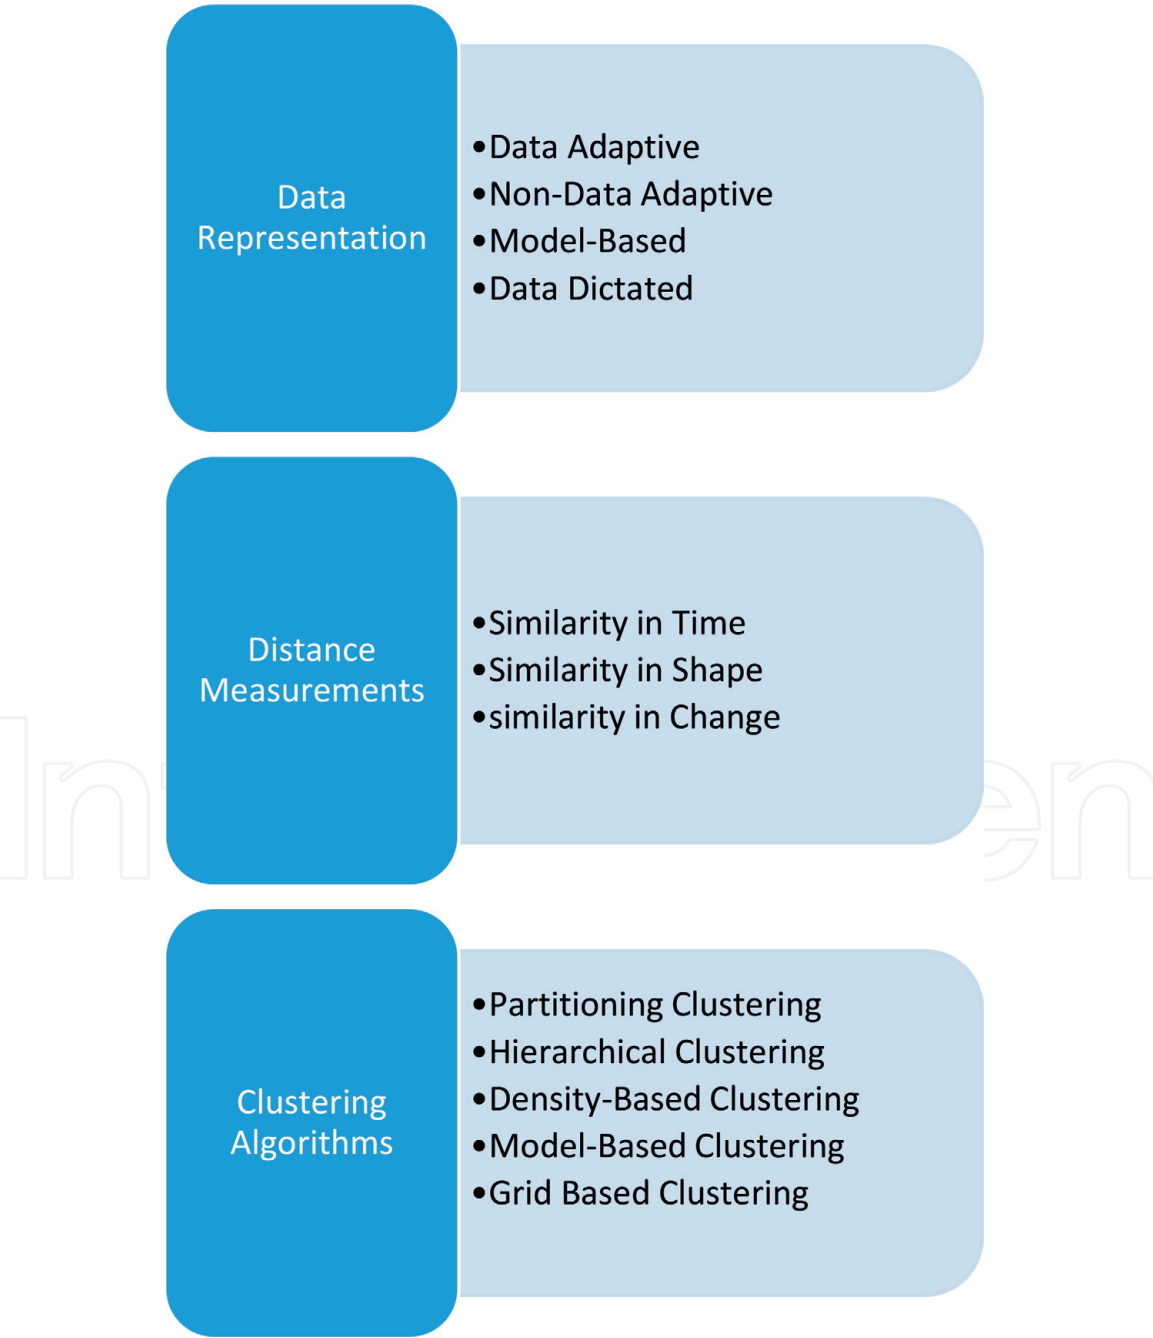 Data
Representation
•Data Adaptive
•Non-Data Adaptive
•Model-Based
•Data Dictated
Distance
Measurements
•Similarity in Time
•Similarity in Shape
•similarity in Change
Clustering
Algorithms
•Partitioning Clustering
•Hierarchical Clustering
•Density-Based Clustering
•Model-Based Clustering
•Grid Based Clustering